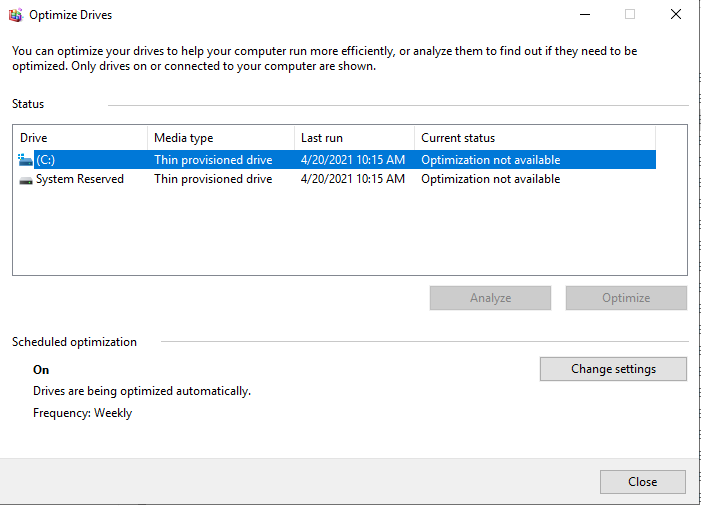 Optimize Drives
You can optimize your drives to help your computer run more efficiently, or analyze them to find out if they need to be
optimized. Only drives on or connected to your computer are shown.
Status
Drive Media type Last run Current status
(C:) Thin provisioned drive 4/20/2021 10:15 AM Optimization not available
System Reserved Thin provisioned drive 4/20/2021 10:15 AM Optimization not available
Analyze Optimize
Scheduled optimization
On
Change settings
Drives are being optimized automatically.
Frequency: Weekly
Close